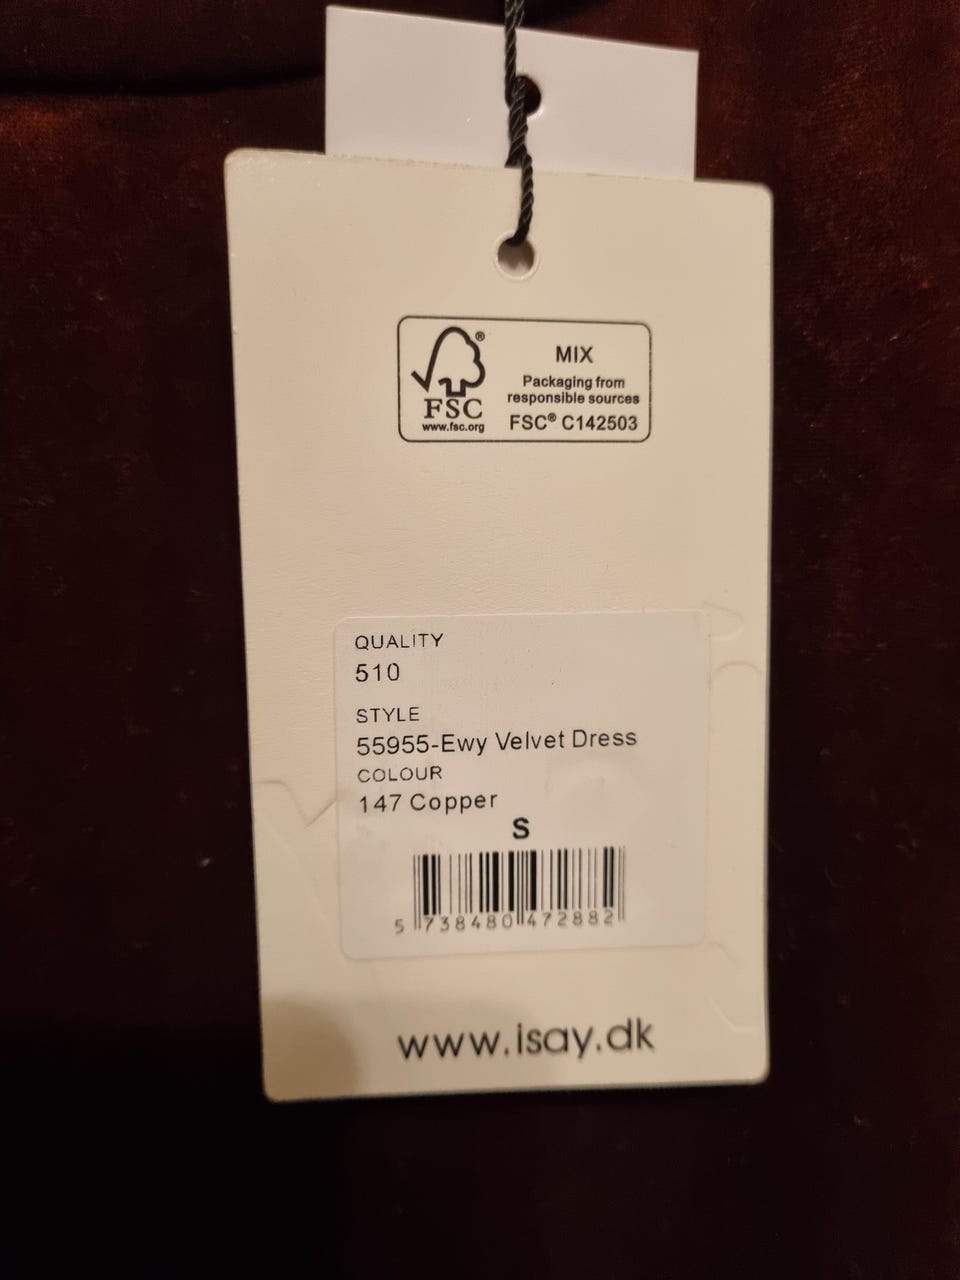 FSC®
www.fsc.org
MIX
Packaging from
responsible sources
FSC® C142503
QUALITY
510
STYLE
55955-Ewy Velvet Dress
COLOUR
147 Copper
S
5 738480 472882
www.isay.dk